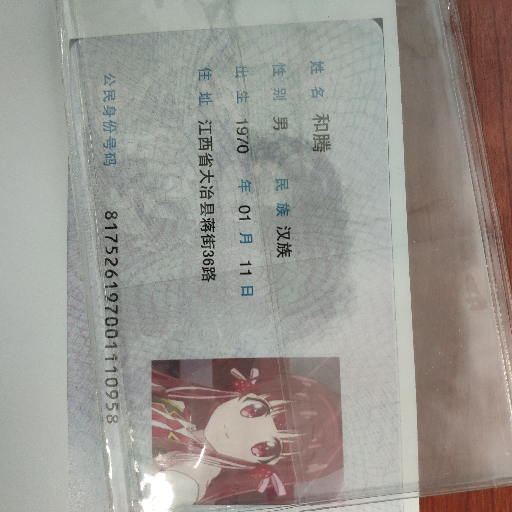 姓名 和腾
性别 男 民族 汉族
出生 1970 年 01 月 11 日
住址 江西省大冶县蒋街36路
公民身份号码 817526197001110958